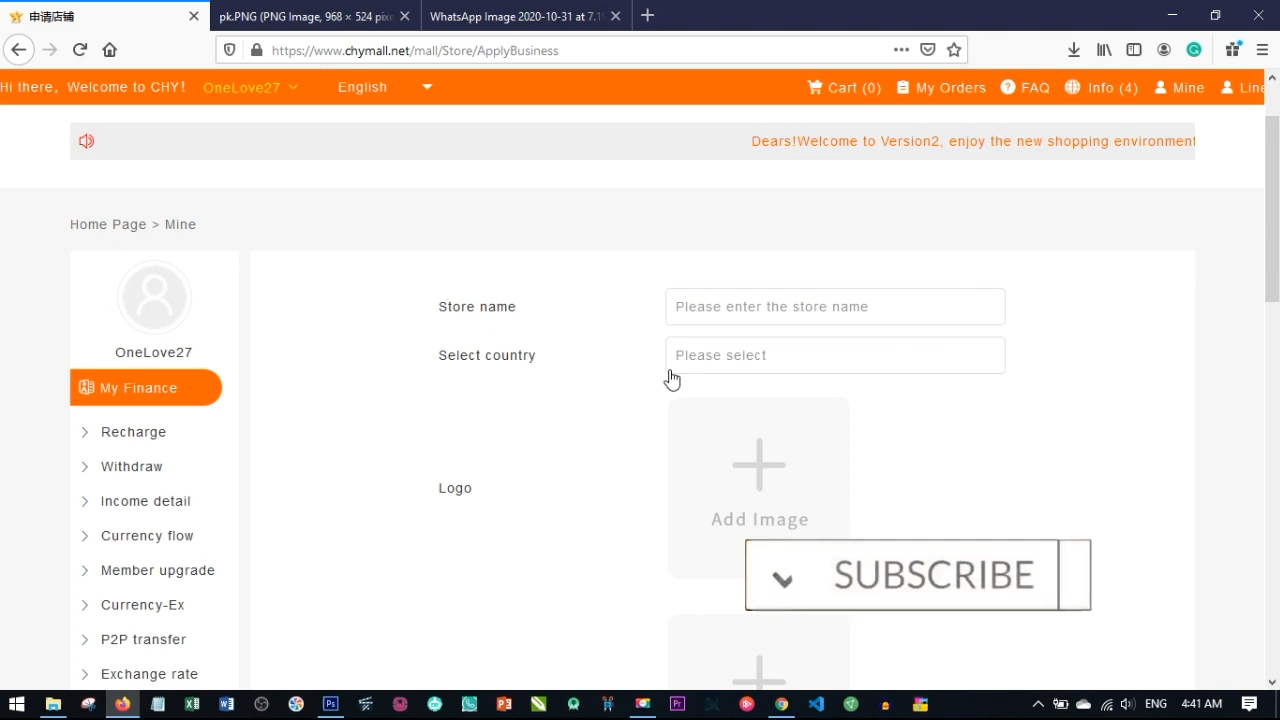 申请店铺
pk.PNG (PNG Image, 968 × 524 pixe
WhatsApp Image 2020-10-31 at 7.1
https://www.chymall.net/mall/Store/ApplyBusiness
Hi there, Welcome to CHY! OneLove27 English Cart (0) My Orders FAQ Info (4) Mine Line
Dears!Welcome to Version2, enjoy the new shopping environment
Home Page > Mine
OneLove27
My Finance
Recharge
Withdraw
Income detail
Currency flow
Member upgrade
Currency-Ex
P2P transfer
Exchange rate
Store name
Please enter the store name
Select country
Please select
Logo
Add Image
SUBSCRIBE
ENG 4:41 AM